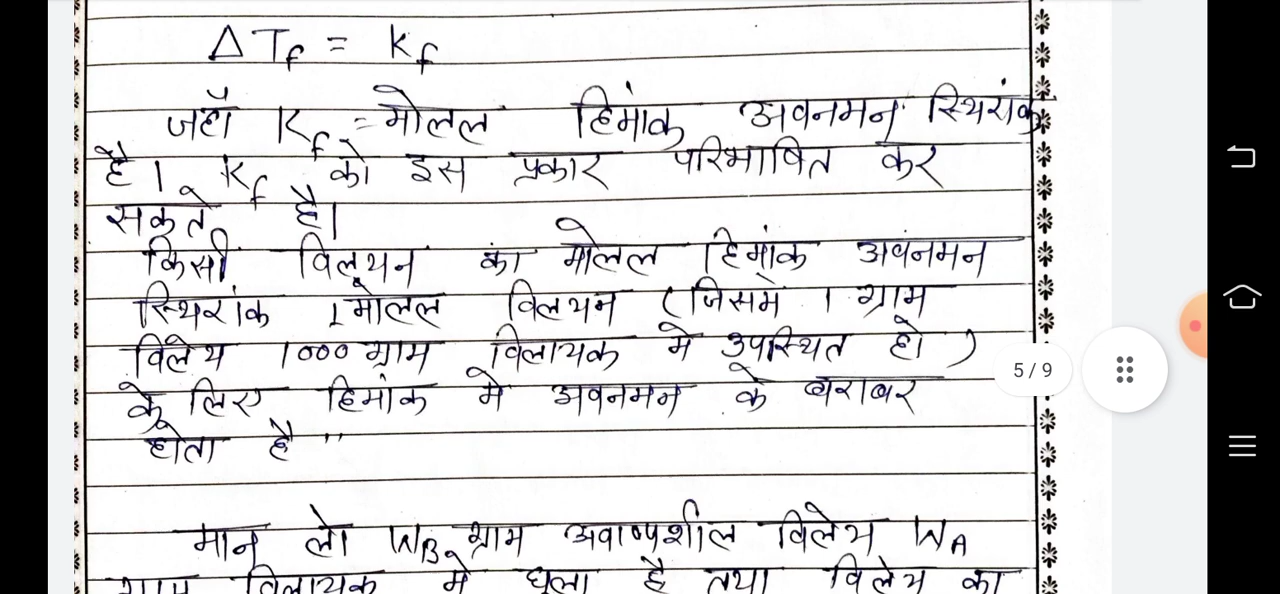 ΔTf = Kf
जहाँ Kf = मोलल हिमांक अवनमन स्थिरांक
है। Kf को इस प्रकार परिभाषित कर
सकते है।
किसी विलयन का मोलल हिमांक अवनमन
स्थिरांक 1 मोलल विलयन (जिसमें 1 ग्राम
विलेय 1000 ग्राम विलायक मे उपस्थित हो)
के लिए हिमांक मे अवनमन के बराबर
होता है"
5/9
मान लो WB ग्राम अवाष्पशील विलेय WA
ग्राम विलायक मे घुला है तथा विलेय का